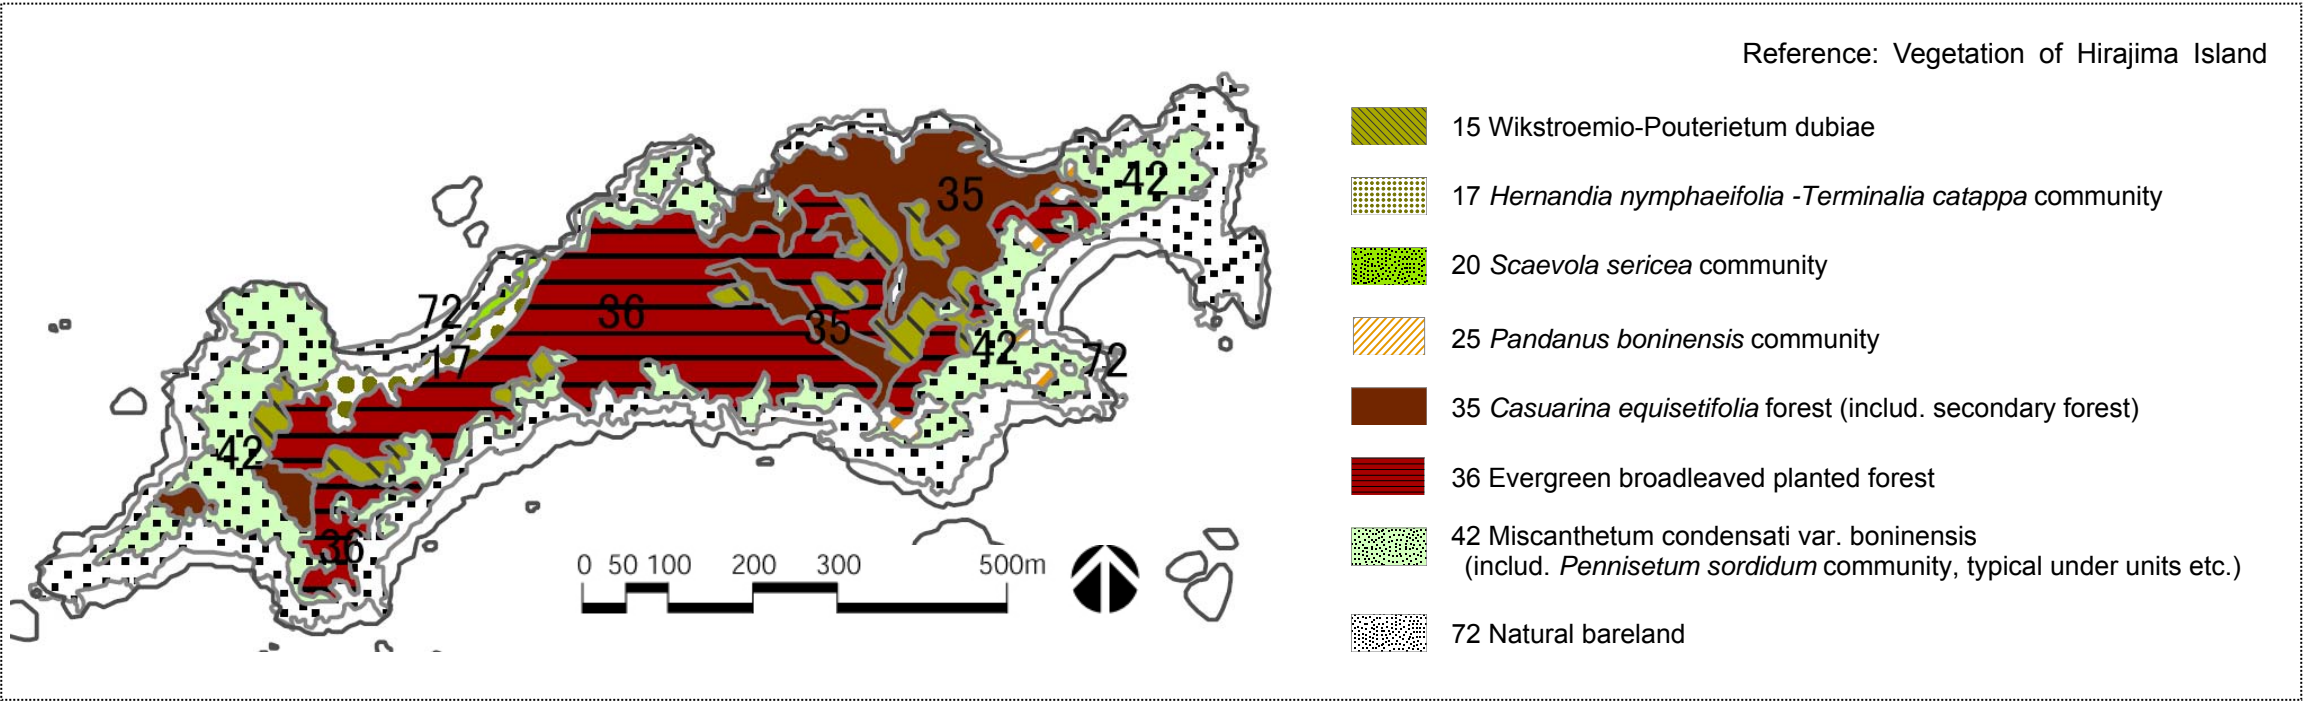 Reference: Vegetation of Hirajima Island
15 Wikstroemio-Pouterietum dubiae
17 Hernandia nymphaeifolia -Terminalia catappa community
20 Scaevola sericea community
25 Pandanus boninensis community
35 Casuarina equisetifolia forest (includ. secondary forest)
36 Evergreen broadleaved planted forest
42 Miscanthetum condensati var. boninensis
(includ. Pennisetum sordidum community, typical under units etc.)
72 Natural bareland
42
35
72
36
35
17
42
72
42
36
0 50 100 200 300 500m